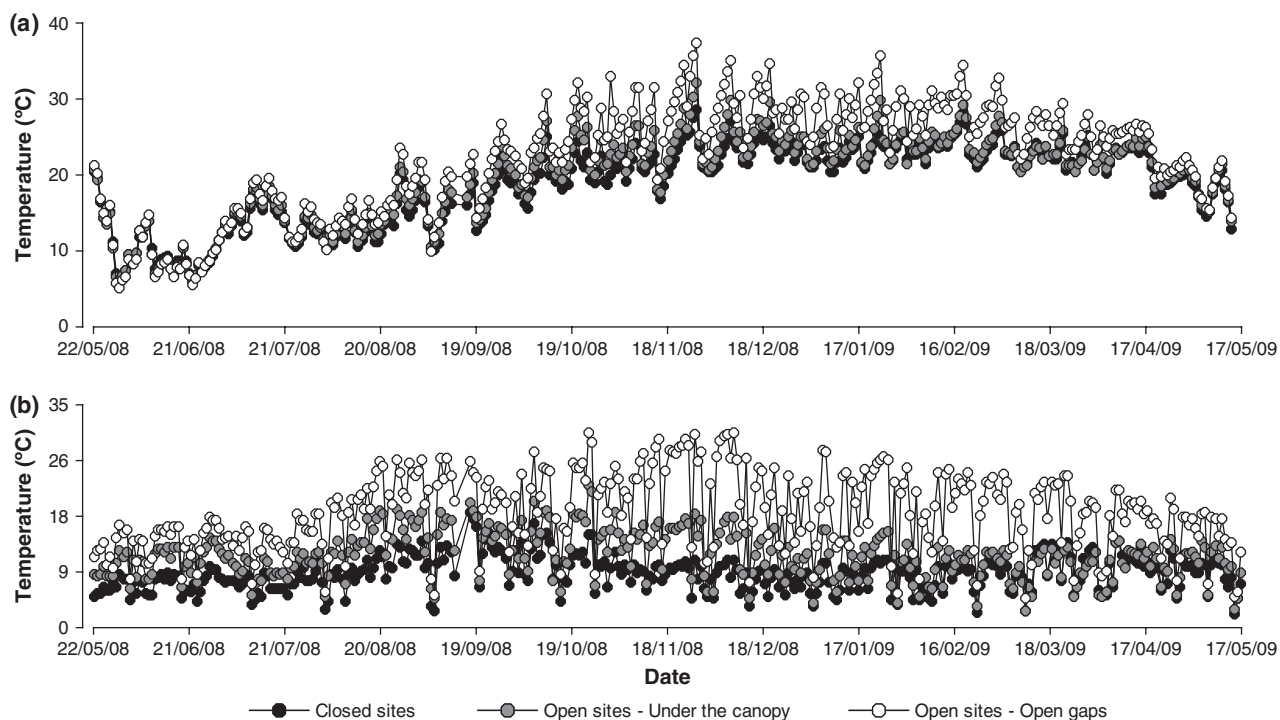 (a)
40
30
20
10
0
Temperature (°C)
22/05/08 21/06/08 21/07/08 20/08/08 19/09/08 19/10/08 18/11/08 18/12/08 17/01/09 16/02/09 18/03/09 17/04/09 17/05/09
(b)
35
26
18
9
0
Temperature (°C)
22/05/08 21/06/08 21/07/08 20/08/08 19/09/08 19/10/08 18/11/08 18/12/08 17/01/09 16/02/09 18/03/09 17/04/09 17/05/09
Date
Closed sites Open sites - Under the canopy Open sites - Open gaps